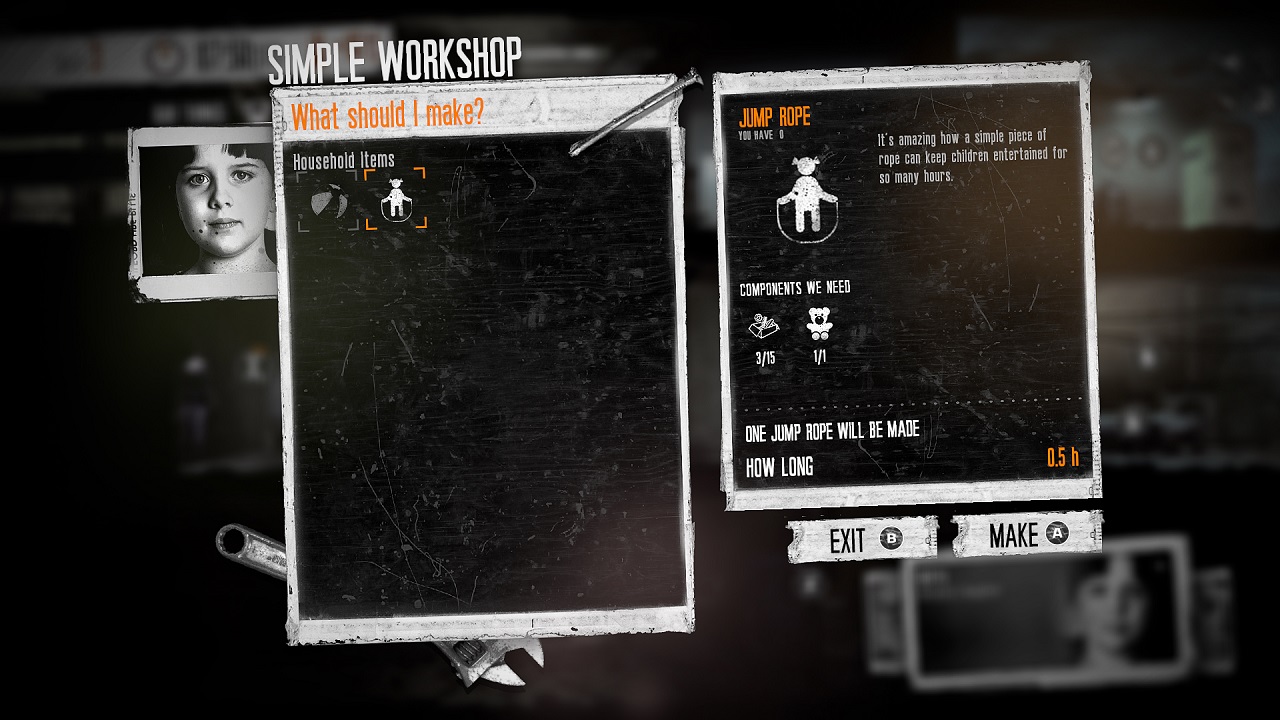 SIMPLE WORKSHOP
What should I make?
Household Items
JUMP ROPE
YOU HAVE 0
It's amazing how a simple piece of
rope can keep children entertained for
so many hours.
COMPONENTS WE NEED
3/15 1/1
ONE JUMP ROPE WILL BE MADE
HOW LONG 0.5 h
EXIT B MAKE A